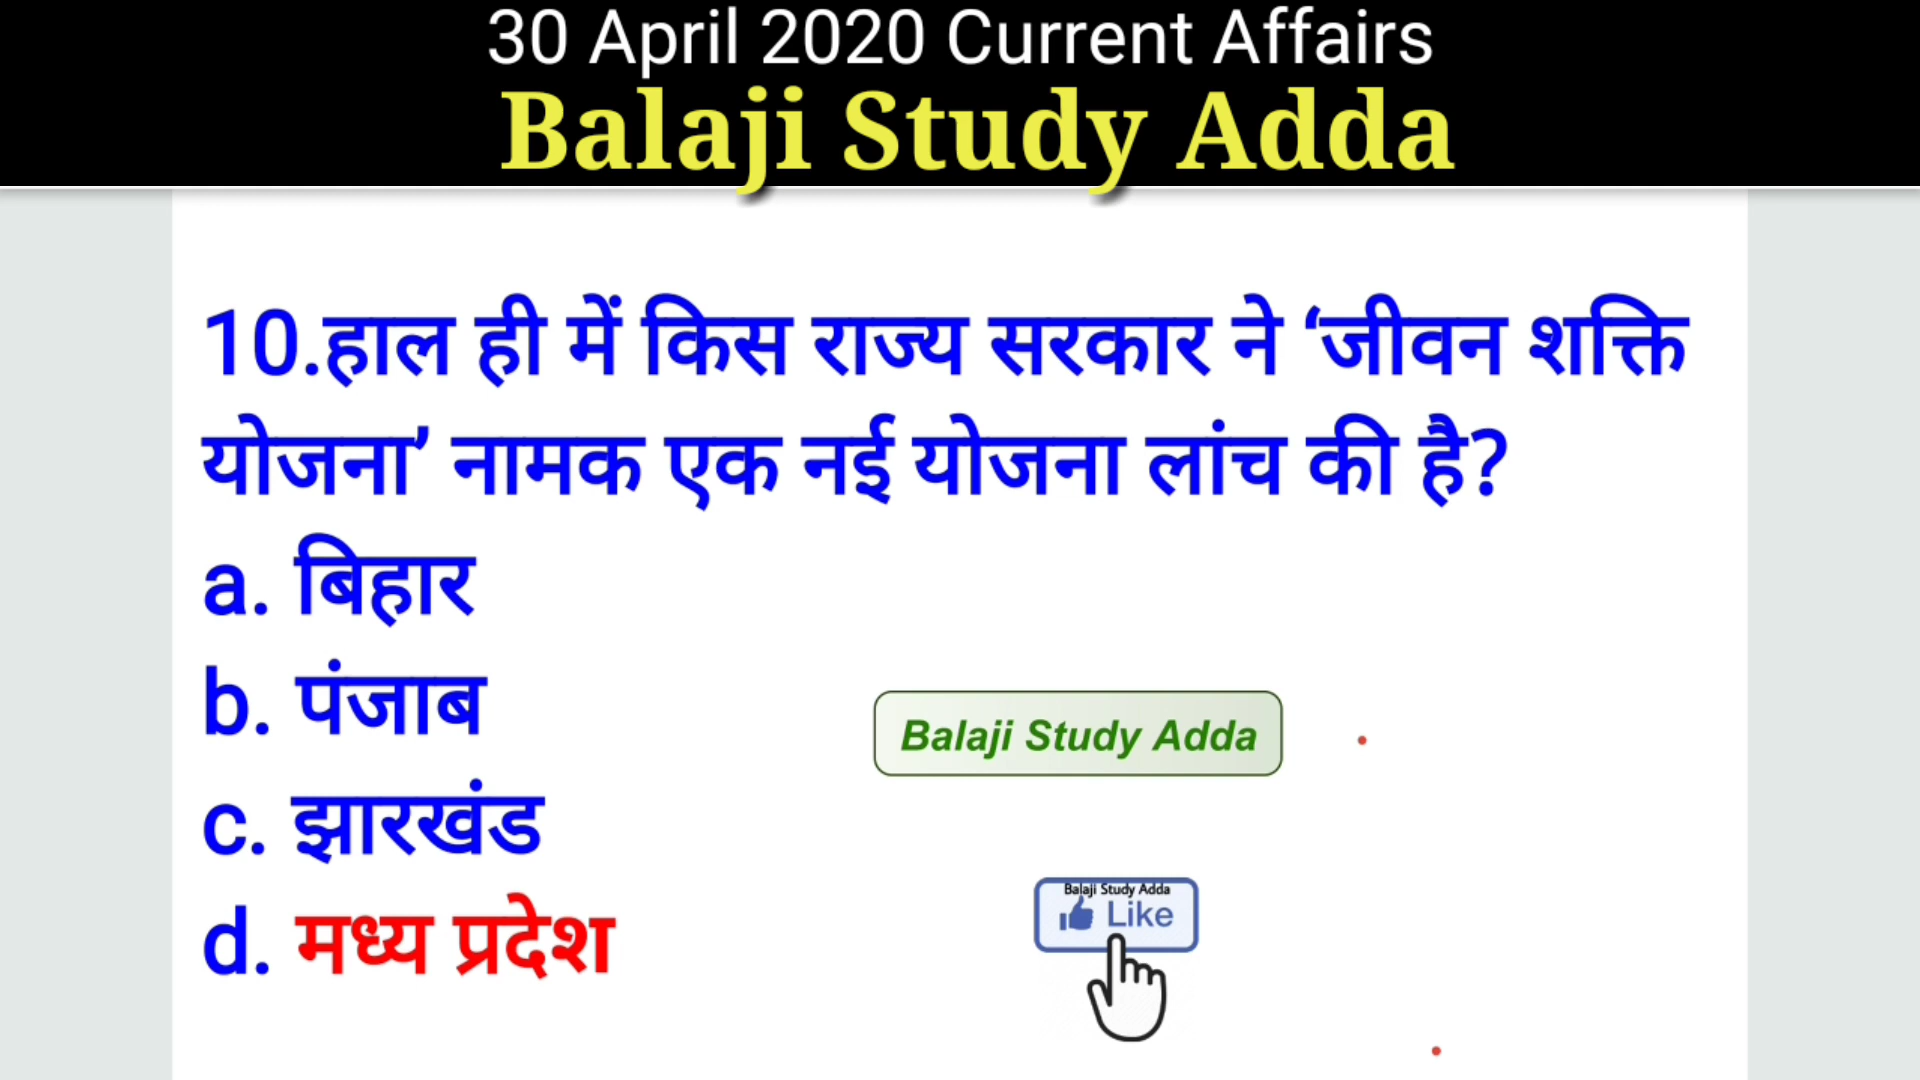 30 April 2020 Current Affairs
Balaji Study Adda
10.हाल ही में किस राज्य सरकार ने ‘जीवन शक्ति
योजना’ नामक एक नई योजना लांच की है?
a. बिहार
b. पंजाब
Balaji Study Adda
c. झारखंड
Balaji Study Adda
Like
d. मध्य प्रदेश